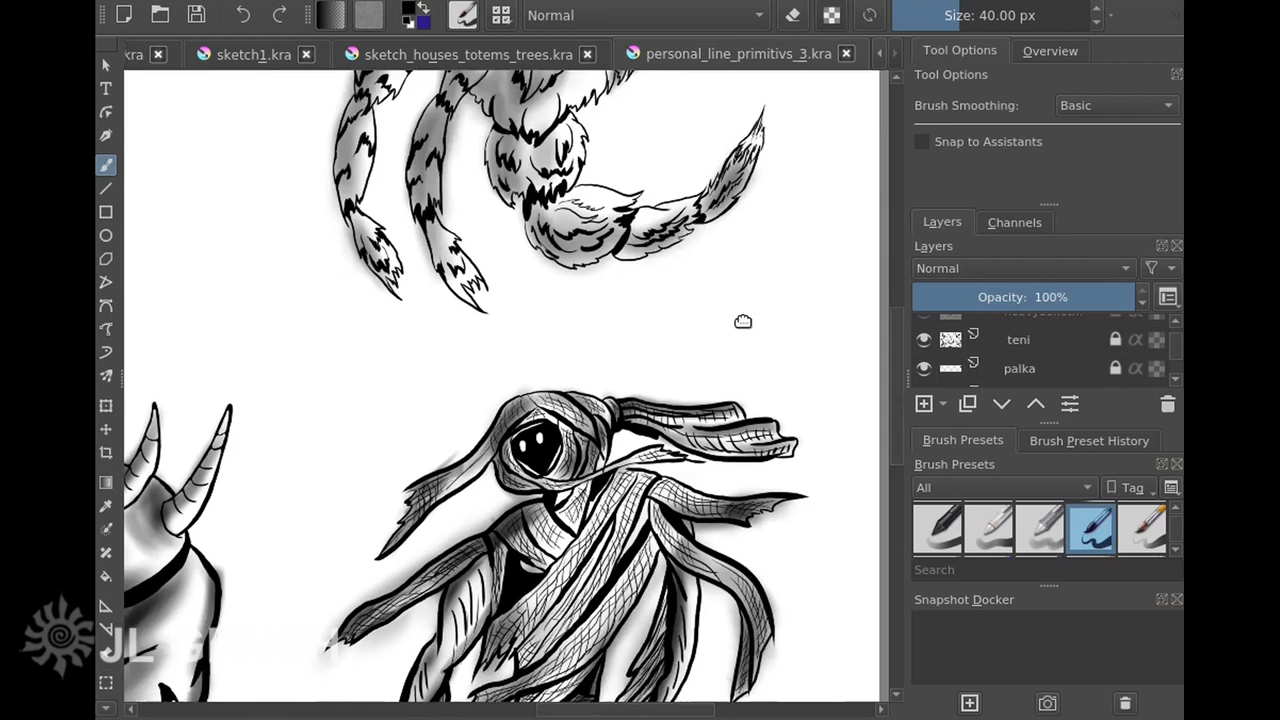 Normal
Size: 40.00 px
kra
sketch1.kra
sketch_houses_totems_trees.kra
personal_line_primitivs_3.kra
Tool Options
Overview
Tool Options
Brush Smoothing:
Basic
Snap to Assistants
Layers
Channels
Layers
Normal
Opacity: 100%
teni
palka
Brush Presets
Brush Preset History
Brush Presets
All
Tag
Search
Snapshot Docker